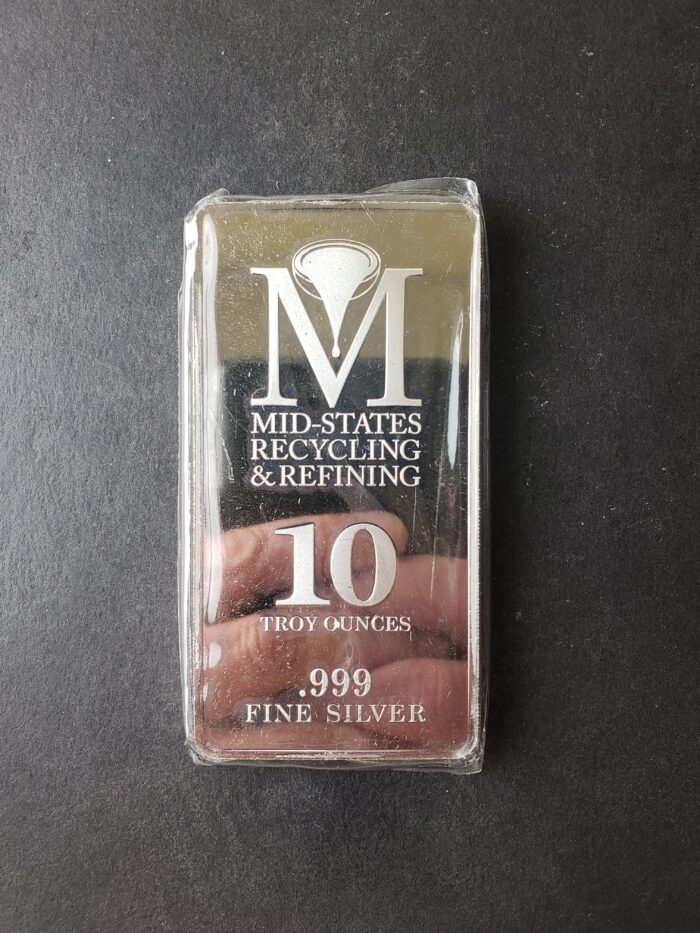 M
MID-STATES
RECYCLING
& REFINING
10
TROY OUNCES
.999
FINE SILVER